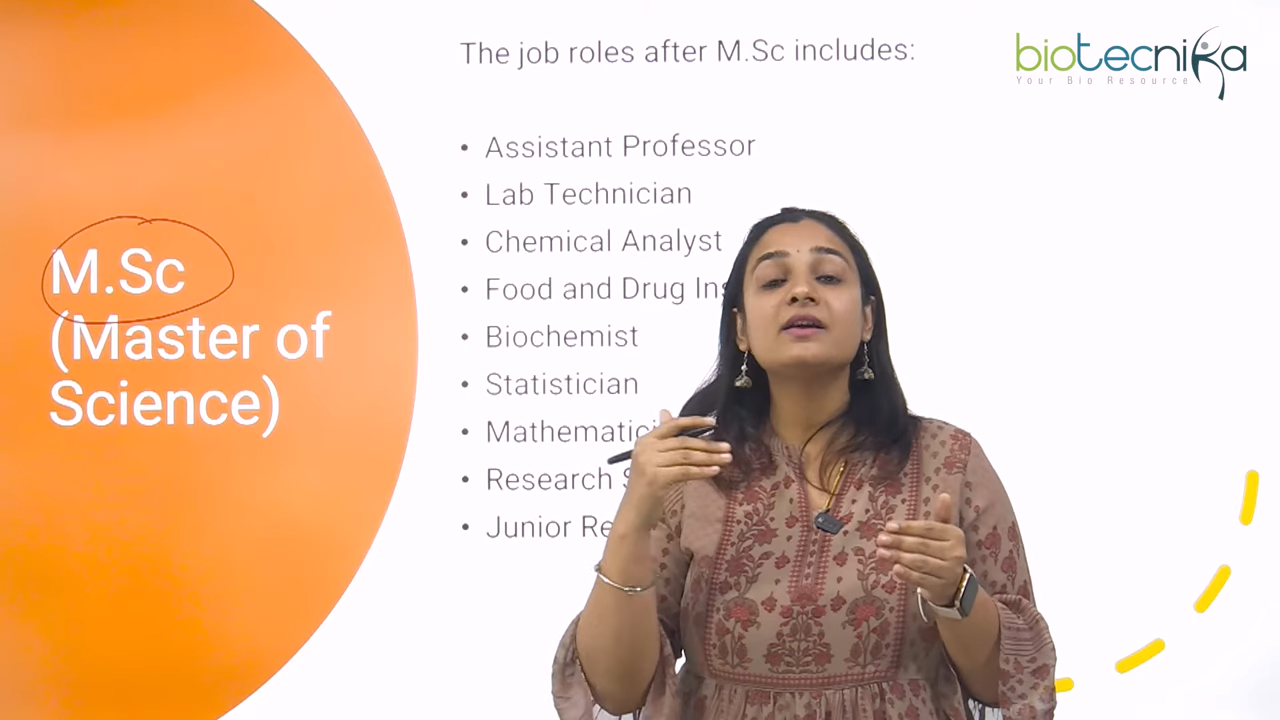 The job roles after M.Sc includes:
biotecnika
Your Bio Resource
• Assistant Professor
• Lab Technician
• Chemical Analyst
• Food and Drug
• Biochemist
• Statistician
•
• Research
• Junior
M.Sc
(Master of
Science)